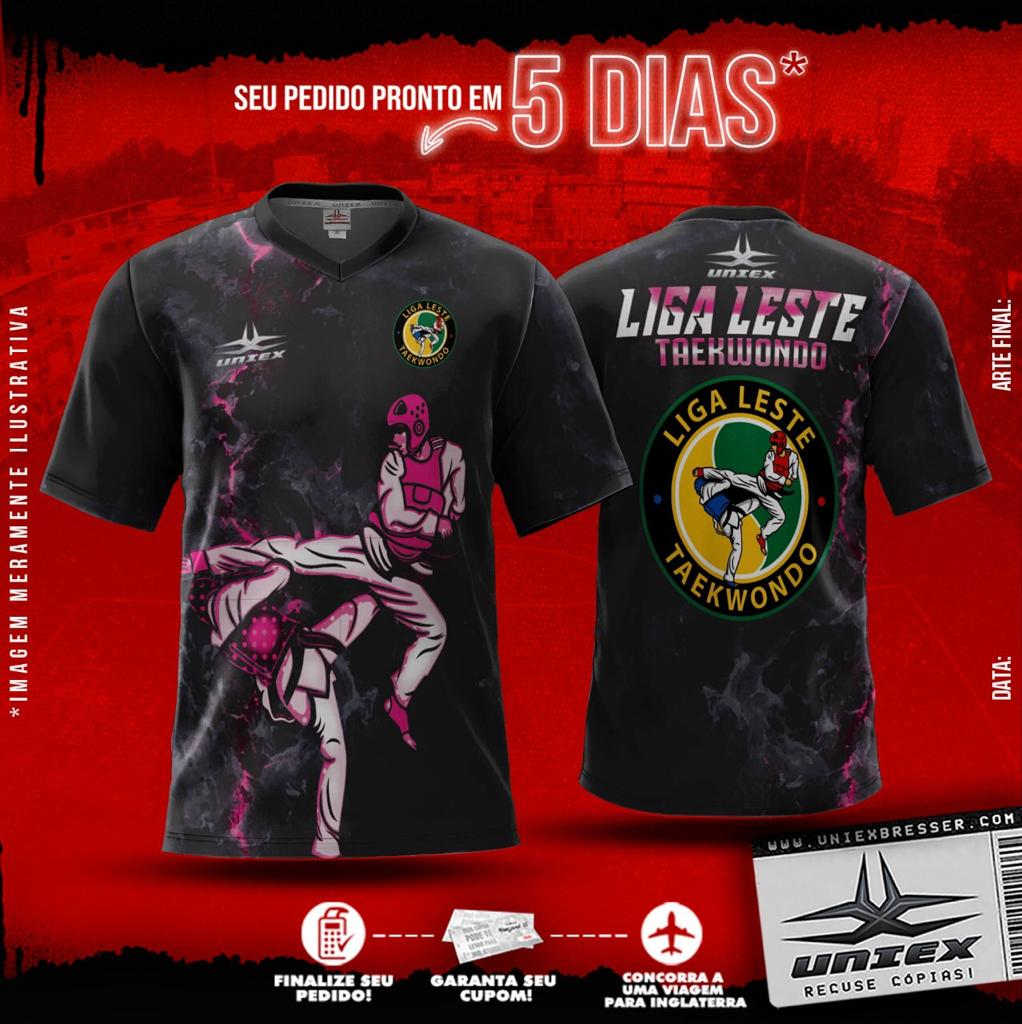 SEU PEDIDO PRONTO EM 5 DIAS*
UNIEX UNIEX
UNIEX
LIGA LESTE
TAEKWONDO
UNIEX
LIGA LESTE
TAEKWONDO
LIGA LESTE
TAEKWONDO
*IMAGEM MERAMENTE ILUSTRATIVA
ARTE FINAL:
DATA:
WWW.UNIEXBRESSER.COM
UNIEX
RECUSE CÓPIAS!
FINALIZE SEU
PEDIDO!
GARANTA SEU
CUPOM!
CONCORRA A
UMA VIAGEM
PARA INGLATERRA